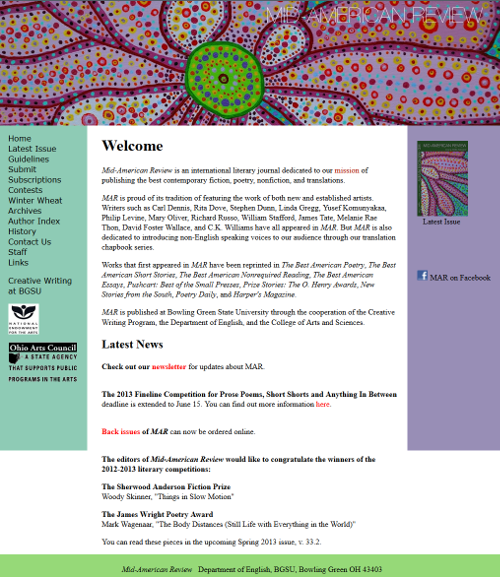 MID-AMERICAN REVIEW
Home
Latest Issue
Guidelines
Submit
Subscriptions
Contests
Winter Wheat
Archives
Author Index
History
Contact Us
Staff
Links
Creative Writing
at BGSU
NATIONAL
ENDOWMENT
FOR THE ARTS
Ohio Arts Council
A STATE AGENCY
THAT SUPPORTS PUBLIC
PROGRAMS IN THE ARTS
Welcome
Mid-American Review is an international literary journal dedicated to our mission of
publishing the best contemporary fiction, poetry, nonfiction, and translations.
MAR is proud of its tradition of featuring the work of both new and established artists.
Writers such as Carl Dennis, Rita Dove, Stephen Dunn, Linda Gregg, Yusef Komunyakaa,
Philip Levine, Mary Oliver, Richard Russo, William Stafford, James Tate, Melanie Rae
Thon, David Foster Wallace, and C.K. Williams have all appeared in MAR. But MAR is also
dedicated to introducing non-English speaking voices to our audience through our translation
chapbook series.
Works that first appeared in MAR have been reprinted in The Best American Poetry, The Best
American Short Stories, The Best American Nonrequired Reading, The Best American
Essays, Pushcart: Best of the Small Presses, Prize Stories: The O. Henry Awards, New
Stories from the South, Poetry Daily, and Harper's Magazine.
MAR is published at Bowling Green State University through the cooperation of the Creative
Writing Program, the Department of English, and the College of Arts and Sciences.
Latest News
Check out our newsletter for updates about MAR.
The 2013 Fineline Competition for Prose Poems, Short Shorts and Anything In Between
deadline is extended to June 15. You can find out more information here.
Back issues of MAR can now be ordered online.
The editors of Mid-American Review would like to congratulate the winners of the
2012-2013 literary competitions:
The Sherwood Anderson Fiction Prize
Woody Skinner, "Things in Slow Motion"
The James Wright Poetry Award
Mark Wagenaar, "The Body Distances (Still Life with Everything in the World)"
You can read these pieces in the upcoming Spring 2013 issue, v. 33.2.
MID-AMERICAN REVIEW
Latest Issue
f MAR on Facebook
Mid-American Review Department of English, BGSU, Bowling Green OH 43403